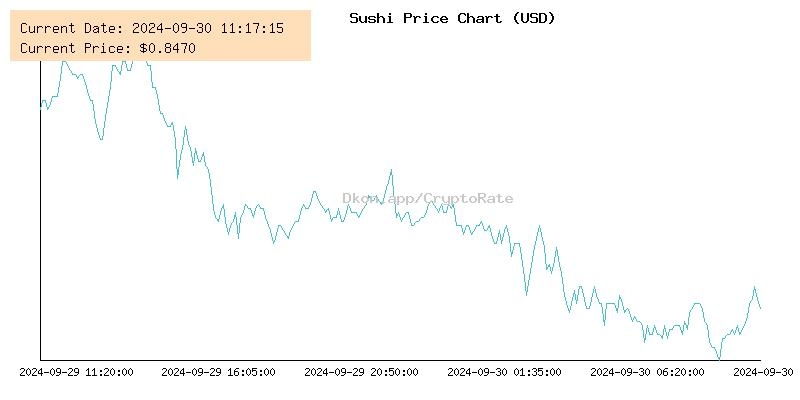 Sushi Price Chart (USD)
Current Date: 2024-09-30 11:17:15
Current Price: $0.8470
Dkon.app/CryptoRate
2024-09-29 11:20:00 2024-09-29 16:05:00 2024-09-29 20:50:00 2024-09-30 01:35:00 2024-09-30 06:20:00 2024-09-30